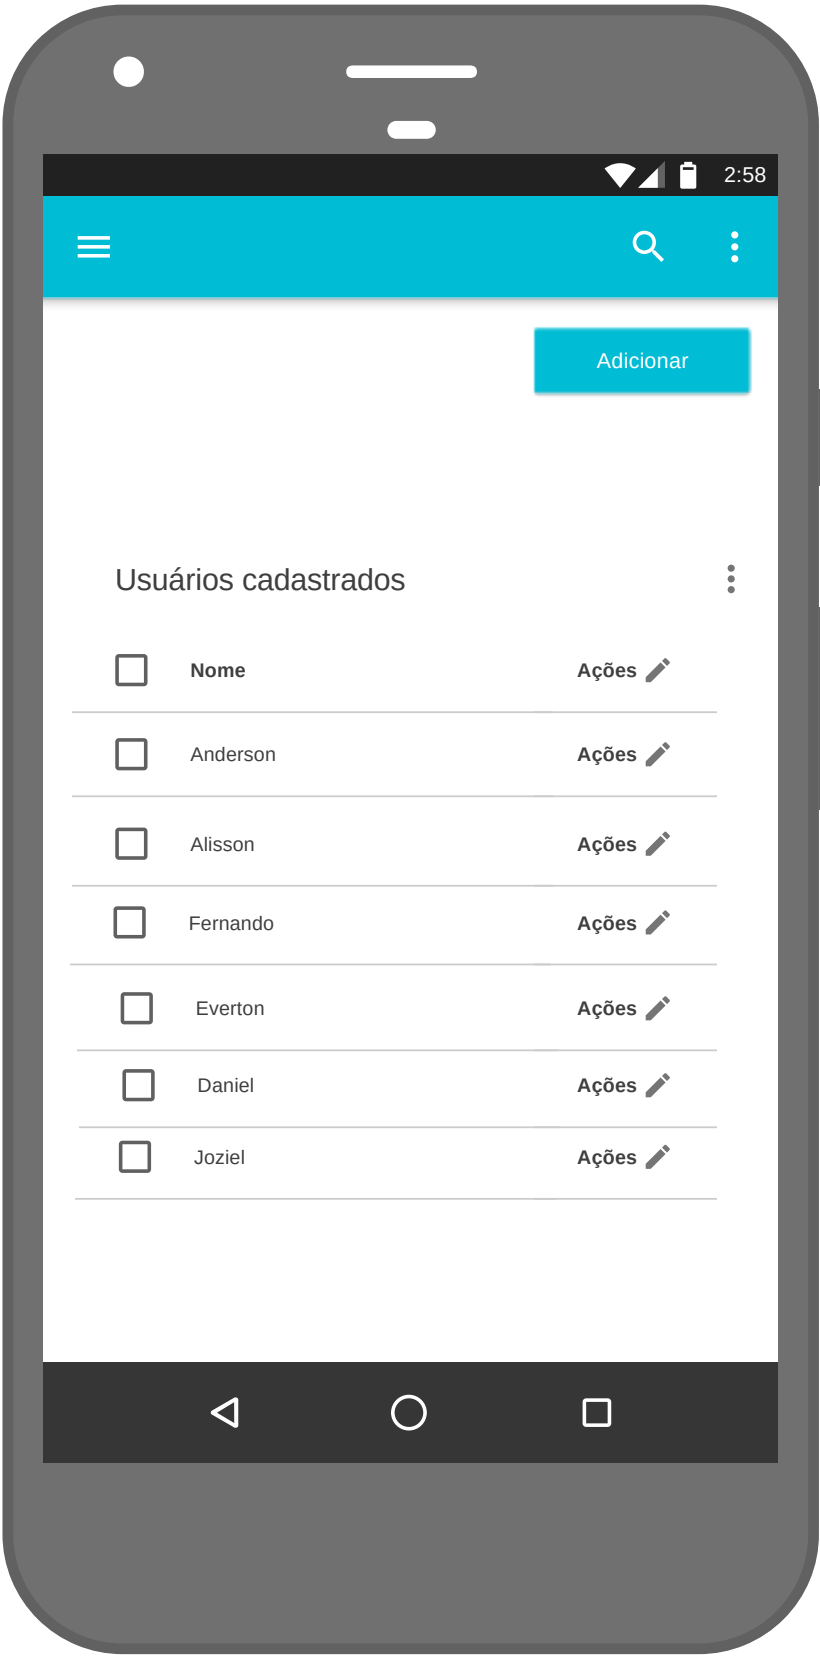 2:58
Adicionar
Usuários cadastrados
Nome Ações
Anderson Ações
Alisson Ações
Fernando Ações
Everton Ações
Daniel Ações
Joziel Ações